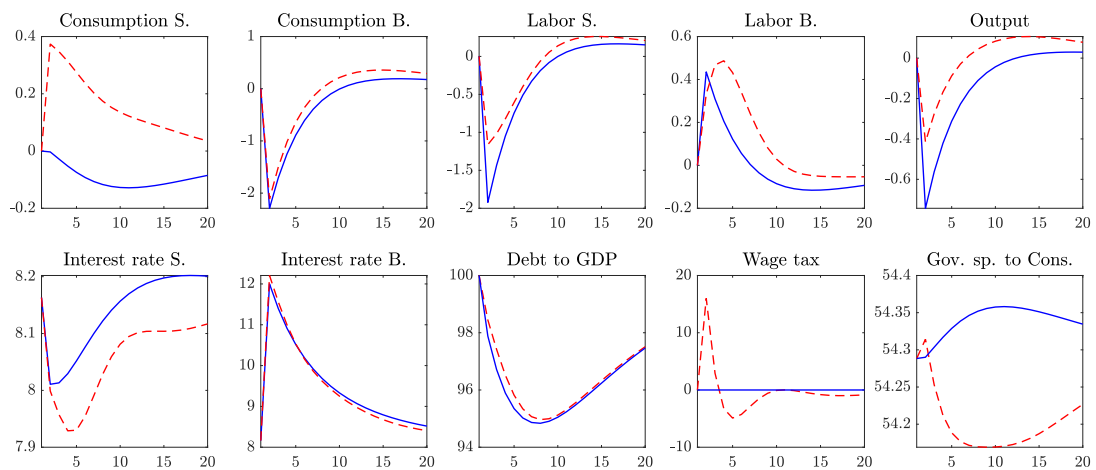 Consumption S. Consumption B. Labor S. Labor B. Output
0.4 1 0 0.6 0
0.2 0 -0.5 0.4 -0.2
0 -1 -1 0.2 -0.4
-0.2 -2 -1.5 0 -0.6
-2 -0.2
5 10 15 20 5 10 15 20 5 10 15 20 5 10 15 20 5 10 15 20
Interest rate S. Interest rate B. Debt to GDP Wage tax Gov. sp. to Cons.
8.2 12 100 20 54.4
8.1 11 98 10 54.35
8 10 96 0 54.3
7.9 9 94 -10 54.25
8 54.2
5 10 15 20 5 10 15 20 5 10 15 20 5 10 15 20 5 10 15 20